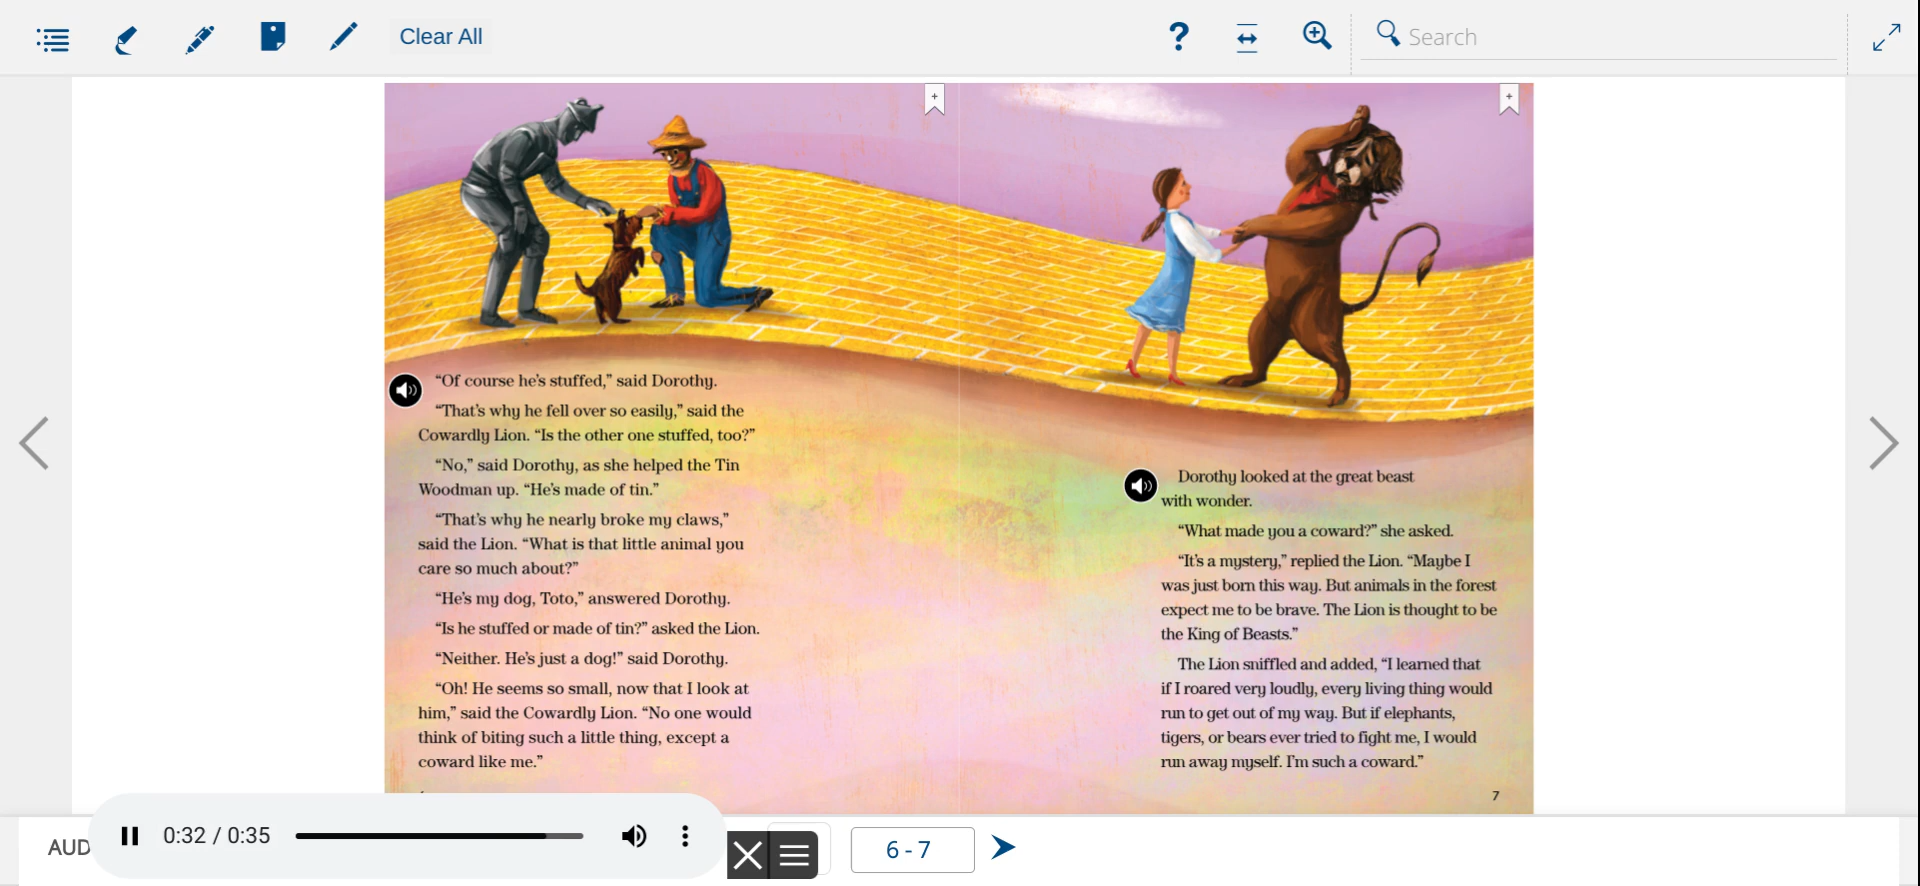 Clear All
?
Search
“Of course he’s stuffed,” said Dorothy.
“That’s why he fell over so easily,” said the
Cowardly Lion. “Is the other one stuffed, too?”
“No,” said Dorothy, as she helped the Tin
Woodman up. “He’s made of tin.”
“That’s why he nearly broke my claws,”
said the Lion. “What is that little animal you
care so much about?”
“He’s my dog, Toto,” answered Dorothy.
“Is he stuffed or made of tin?” asked the Lion.
“Neither. He’s just a dog!” said Dorothy.
“Oh! He seems so small, now that I look at
him,” said the Cowardly Lion. “No one would
think of biting such a little thing, except a
coward like me.”
Dorothy looked at the great beast
with wonder.
“What made you a coward?” she asked.
“It’s a mystery,” replied the Lion. “Maybe I
was just born this way. But animals in the forest
expect me to be brave. The Lion is thought to be
the King of Beasts.”
The Lion sniffled and added, “I learned that
if I roared very loudly, every living thing would
run to get out of my way. But if elephants,
tigers, or bears ever tried to fight me, I would
run away myself. I’m such a coward.”
7
AUD
0:32 / 0:35
6 - 7